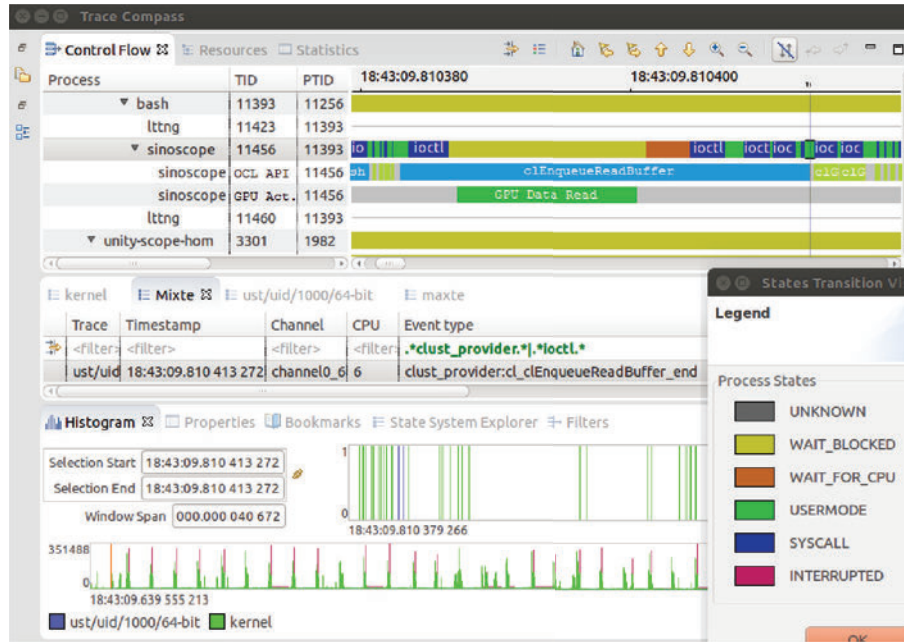 Trace Compass
Control Flow Resources Statistics
Process TID PTID 18:43:09.810380 18:43:09.810400
bash 11393 11256
lttng 11423 11393
sinoscope 11456 11393 io ioctl ioctl ioct ioc ioc ioc
sinoscope OCL API 11456 sh clEnqueueReadBuffer clG clG
sinoscope GPU Act. 11456 GPU Data Read
lttng 11460 11393
unity-scope-hom 3301 1982
kernel Mixte ust/uid/1000/64-bit maxte
Trace Timestamp Channel CPU Event type
<filter> <filter> <filter> <filter> .*clust_provider.*|.*ioctl.*
ust/uid 18:43:09.810 413 272 channel0_6 6 clust_provider:cl_clEnqueueReadBuffer_end
Histogram Properties Bookmarks State System Explorer Filters
Selection Start 18:43:09.810 413 272
Selection End 18:43:09.810 413 272
Window Span 000.000 040 672
1
0
18:43:09.810 379 266
351488
0
18:43:09.639 555 213
ust/uid/1000/64-bit kernel
States Transition Vi
Legend
Process States
UNKNOWN
WAIT_BLOCKED
WAIT_FOR_CPU
USERMODE
SYSCALL
INTERRUPTED
OK